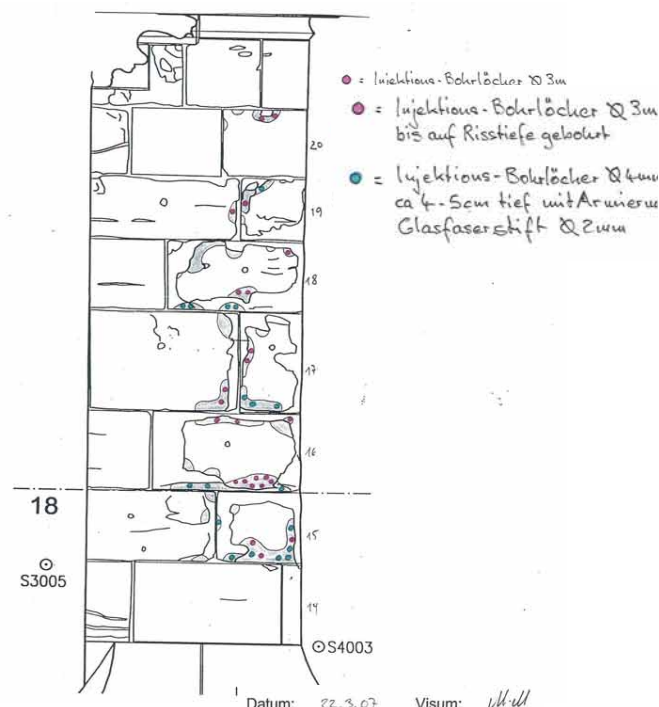 = Injektions-Bohrlöcher Ø 3m
= Injektions-Bohrlöcher Ø 3m
bis auf Risstiefe gebohrt
= Injektions-Bohrlöcher Ø 4mm
ca 4-5cm tief mit Armierun
Glasfaserstift Ø 2mm
20
19
18
17
16
18
15
S3005
14
S4003
Datum: 22.3.07 Visum: